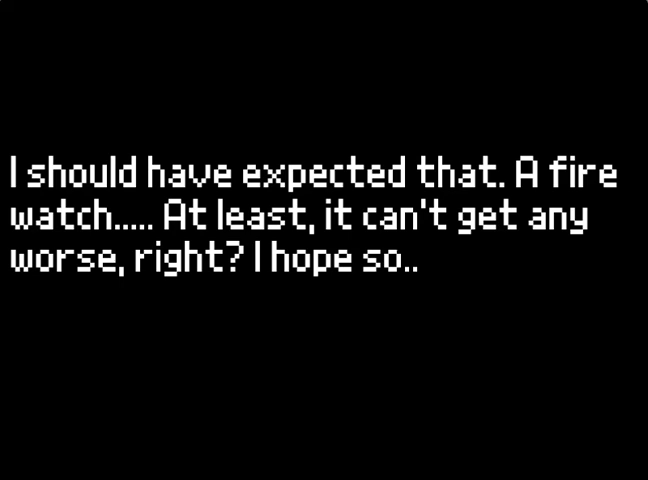 I should have expected that. A fire
watch..... At least, it can't get any
worse, right? I hope so..